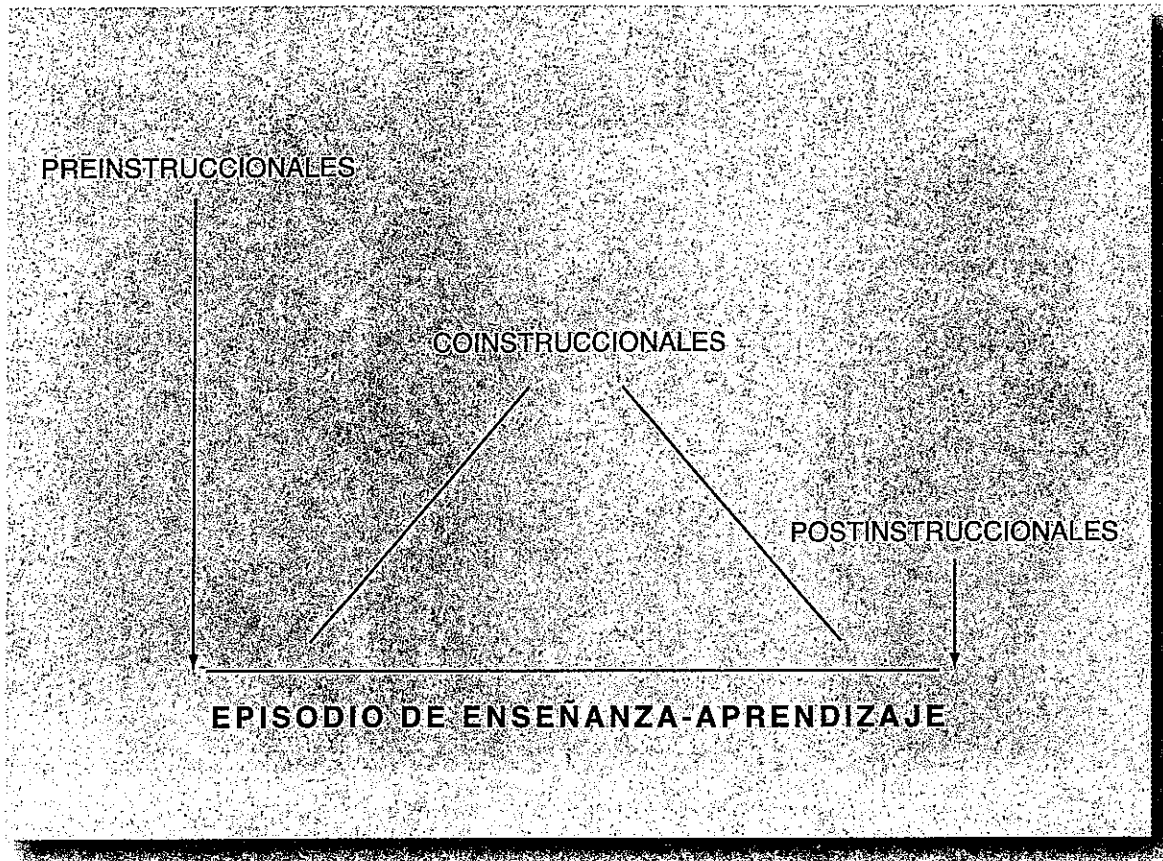 PREINSTRUCCIONALES
COINSTRUCCIONALES
POSTINSTRUCCIONALES
EPISODIO DE ENSEÑANZA-APRENDIZAJE